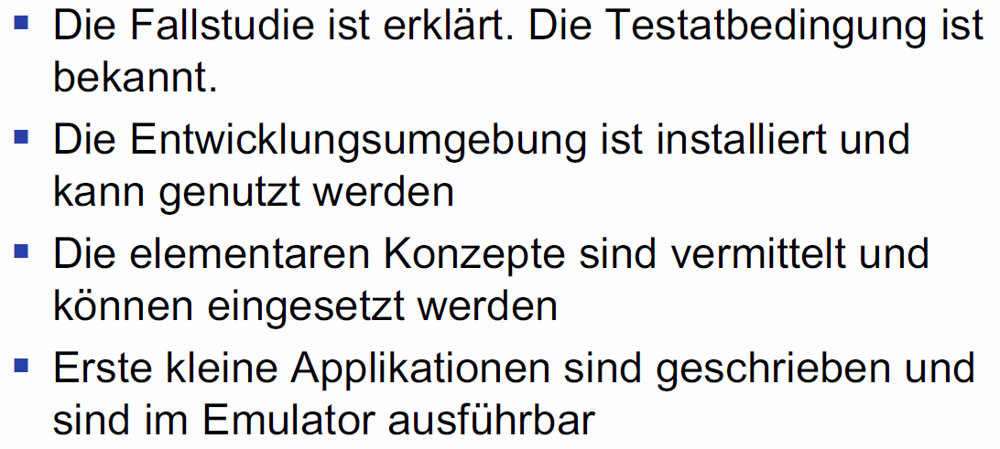 ▪ Die Fallstudie ist erklärt. Die Testatbedingung ist
bekannt.
▪ Die Entwicklungsumgebung ist installiert und
kann genutzt werden
▪ Die elementaren Konzepte sind vermittelt und
können eingesetzt werden
▪ Erste kleine Applikationen sind geschrieben und
sind im Emulator ausführbar